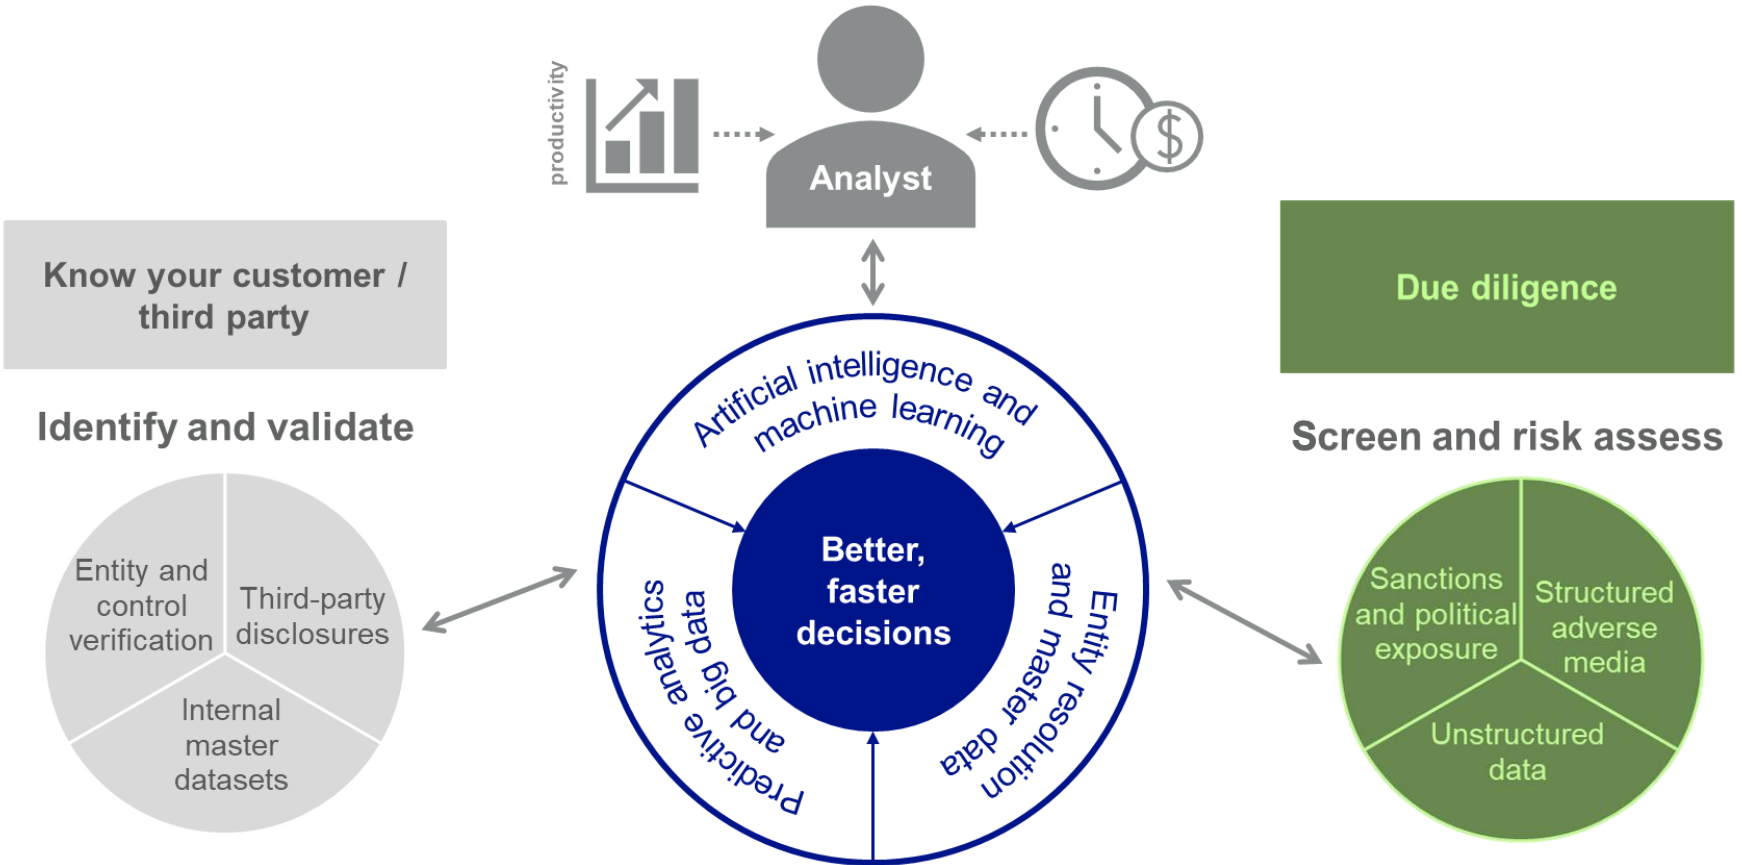 productivity
Analyst
$
Know your customer /
third party
Identify and validate
Entity and
control
verification
Third-party
disclosures
Internal
master
datasets
Artificial intelligence and
machine learning
Predictive analytics
and big data
Entity resolution
and master data
Better,
faster
decisions
Due diligence
Screen and risk assess
Sanctions
and political
exposure
Structured
adverse
media
Unstructured
data